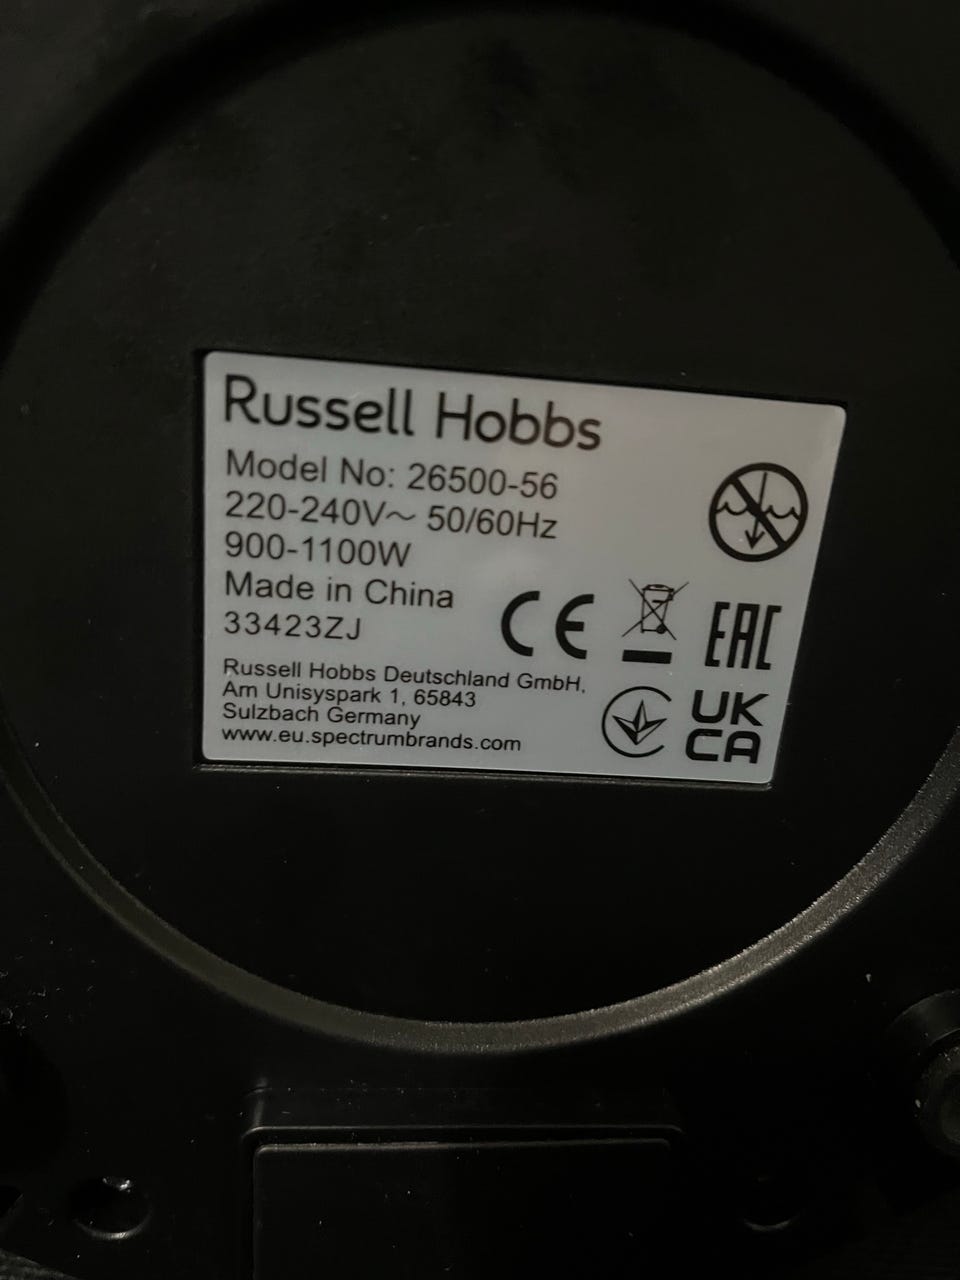 Russell Hobbs
Model No: 26500-56
220-240V～ 50/60Hz
900-1100W
Made in China
33423ZJ
CE
EAC
Russell Hobbs Deutschland GmbH,
Am Unisyspark 1, 65843
Sulzbach Germany
www.eu.spectrumbrands.com
UK
CA